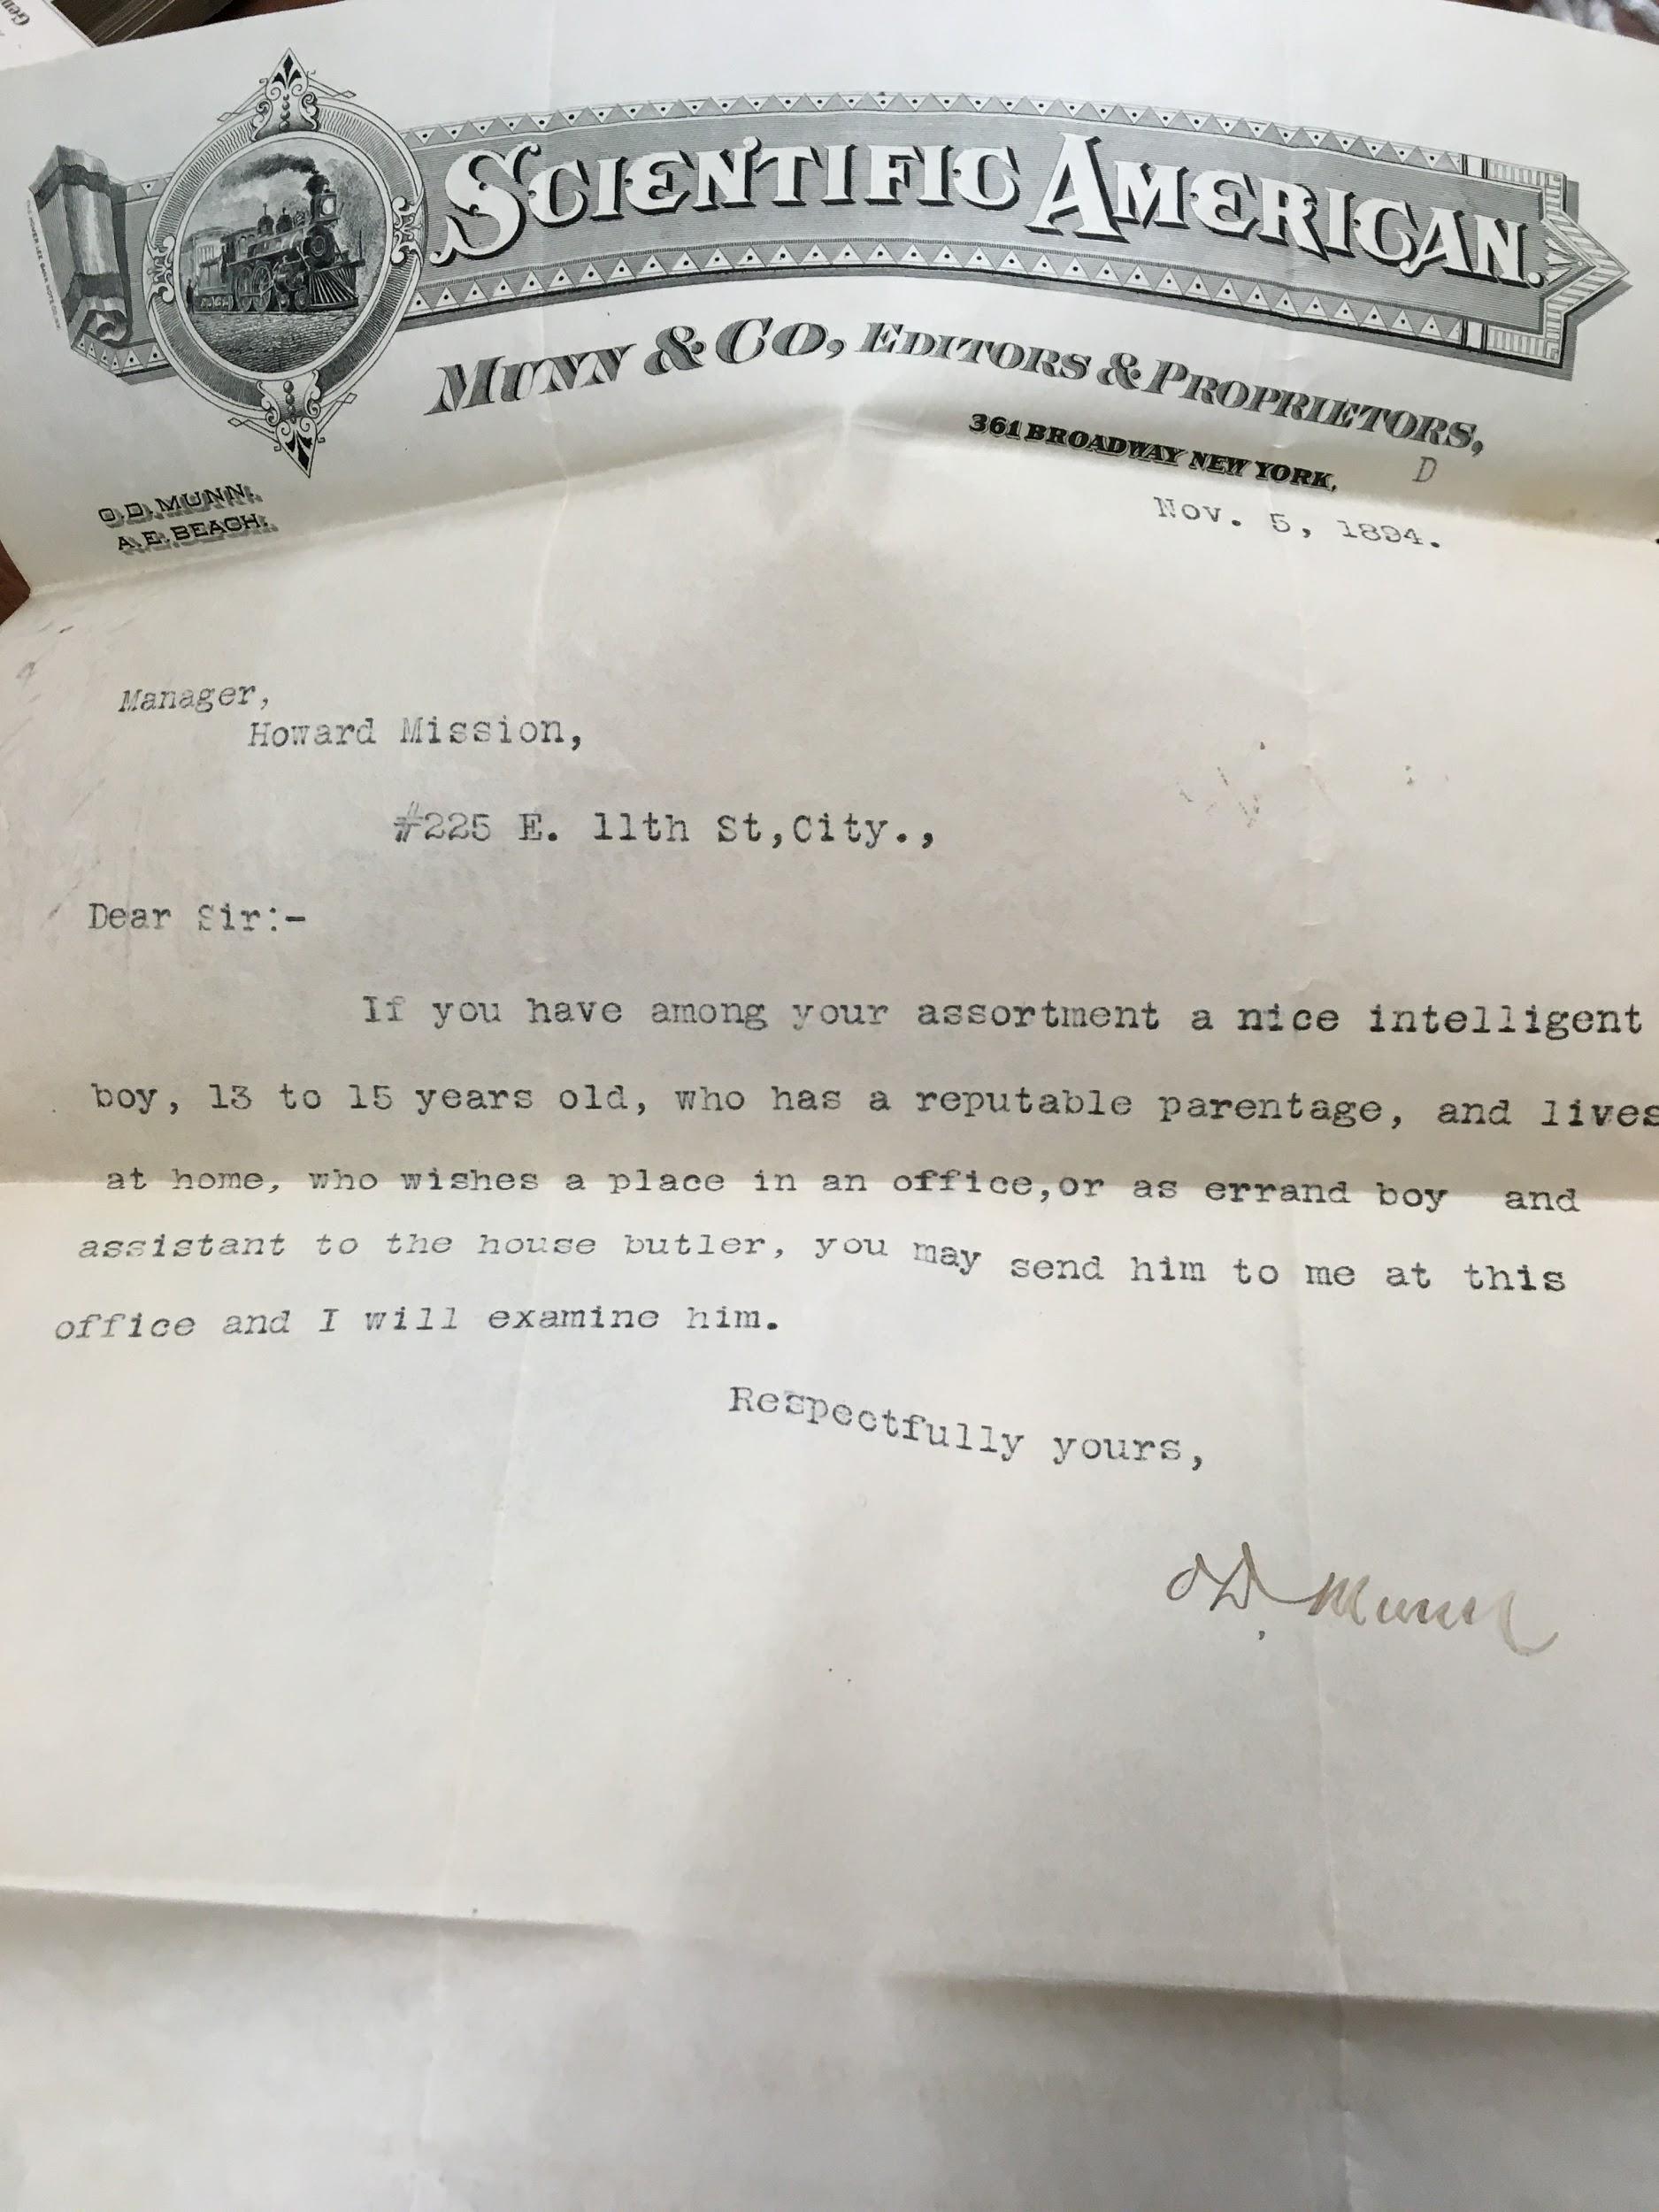 SCIENTIFIC AMERICAN.
MUNN & CO, EDITORS & PROPRIETORS,
361 BROADWAY NEW YORK,
D
O.D. MUNN.
A.E. BEACH.
Nov. 5, 1894.
Manager,
Howard Mission,
#225 E. 11th St,City.,
Dear Sir:-
If you have among your assortment a nice intelligent
boy, 13 to 15 years old, who has a reputable parentage, and lives
at home, who wishes a place in an office,or as errand boy and
assistant to the house butler, you may send him to me at this
office and I will examine him.
Respectfully yours,
O D Munn